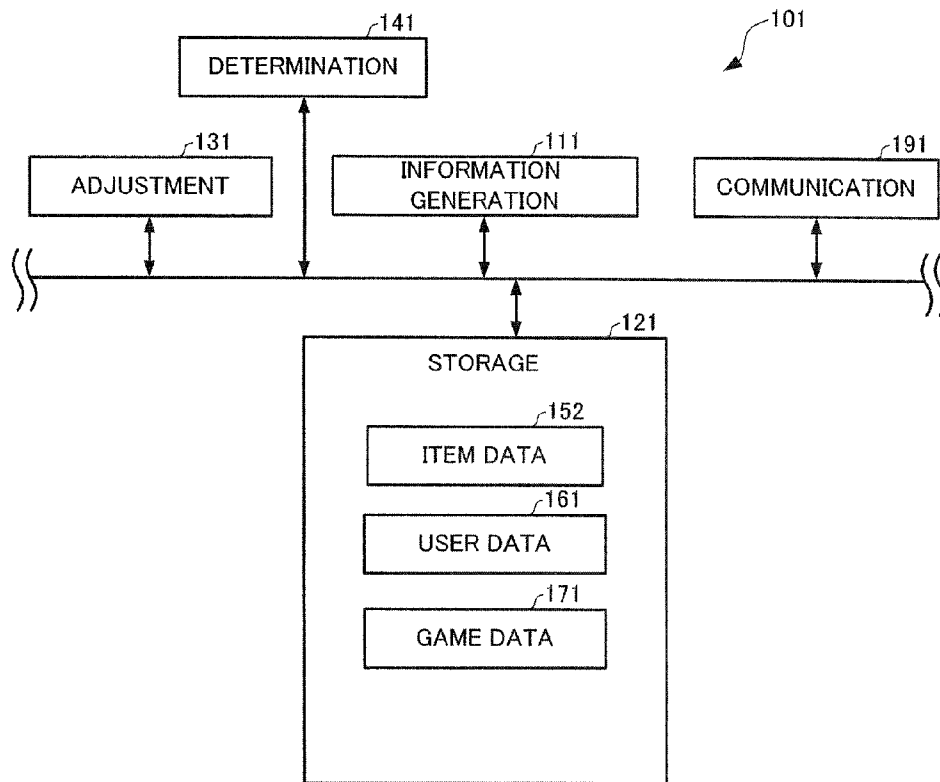 141
101
DETERMINATION
131
111
191
ADJUSTMENT
INFORMATION
GENERATION
COMMUNICATION
121
STORAGE
152
ITEM DATA
161
USER DATA
171
GAME DATA